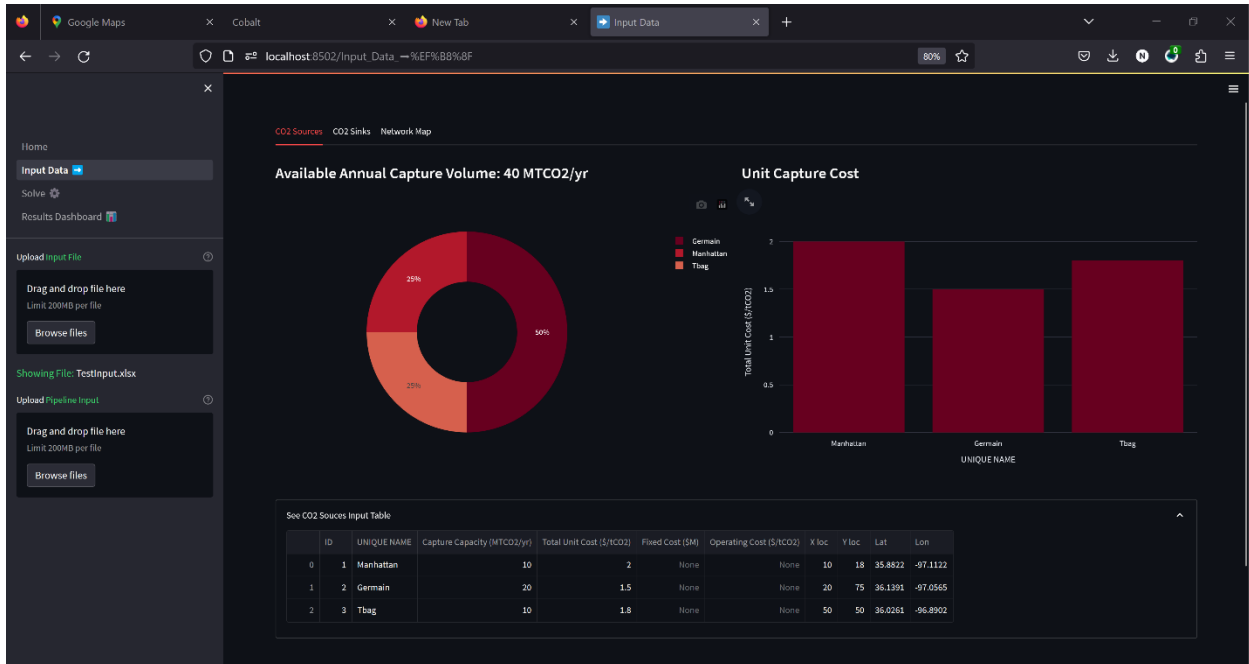 Google Maps
Cobalt
New Tab
Input Data
localhost:8502/Input_Data_➡%EF%B8%8F
80%
N
0
CO2 Sources CO2 Sinks Network Map
Home
Input Data ➡
Solve
Results Dashboard
Upload Input File
Drag and drop file here
Limit 200MB per file
Browse files
Showing File: TestInput.xlsx
Upload Pipeline Input
Drag and drop file here
Limit 200MB per file
Browse files
Available Annual Capture Volume: 40 MTCO2/yr
Germain
Manhattan
Tbag
25%
50%
25%
Unit Capture Cost
Total Unit Cost ($/tCO2)
2
1.5
1
0.5
0
Manhattan Germain Tbag
UNIQUE NAME
See CO2 Souces Input Table
ID UNIQUE NAME Capture Capacity (MTCO2/yr) Total Unit Cost ($/tCO2) Fixed Cost ($M) Operating Cost ($/tCO2) X loc Y loc Lat Lon
0 1 Manhattan 10 2 None None 10 18 35.8822 -97.1122
1 2 Germain 20 1.5 None None 20 75 36.1391 -97.0565
2 3 Tbag 10 1.8 None None 50 50 36.0261 -96.8902